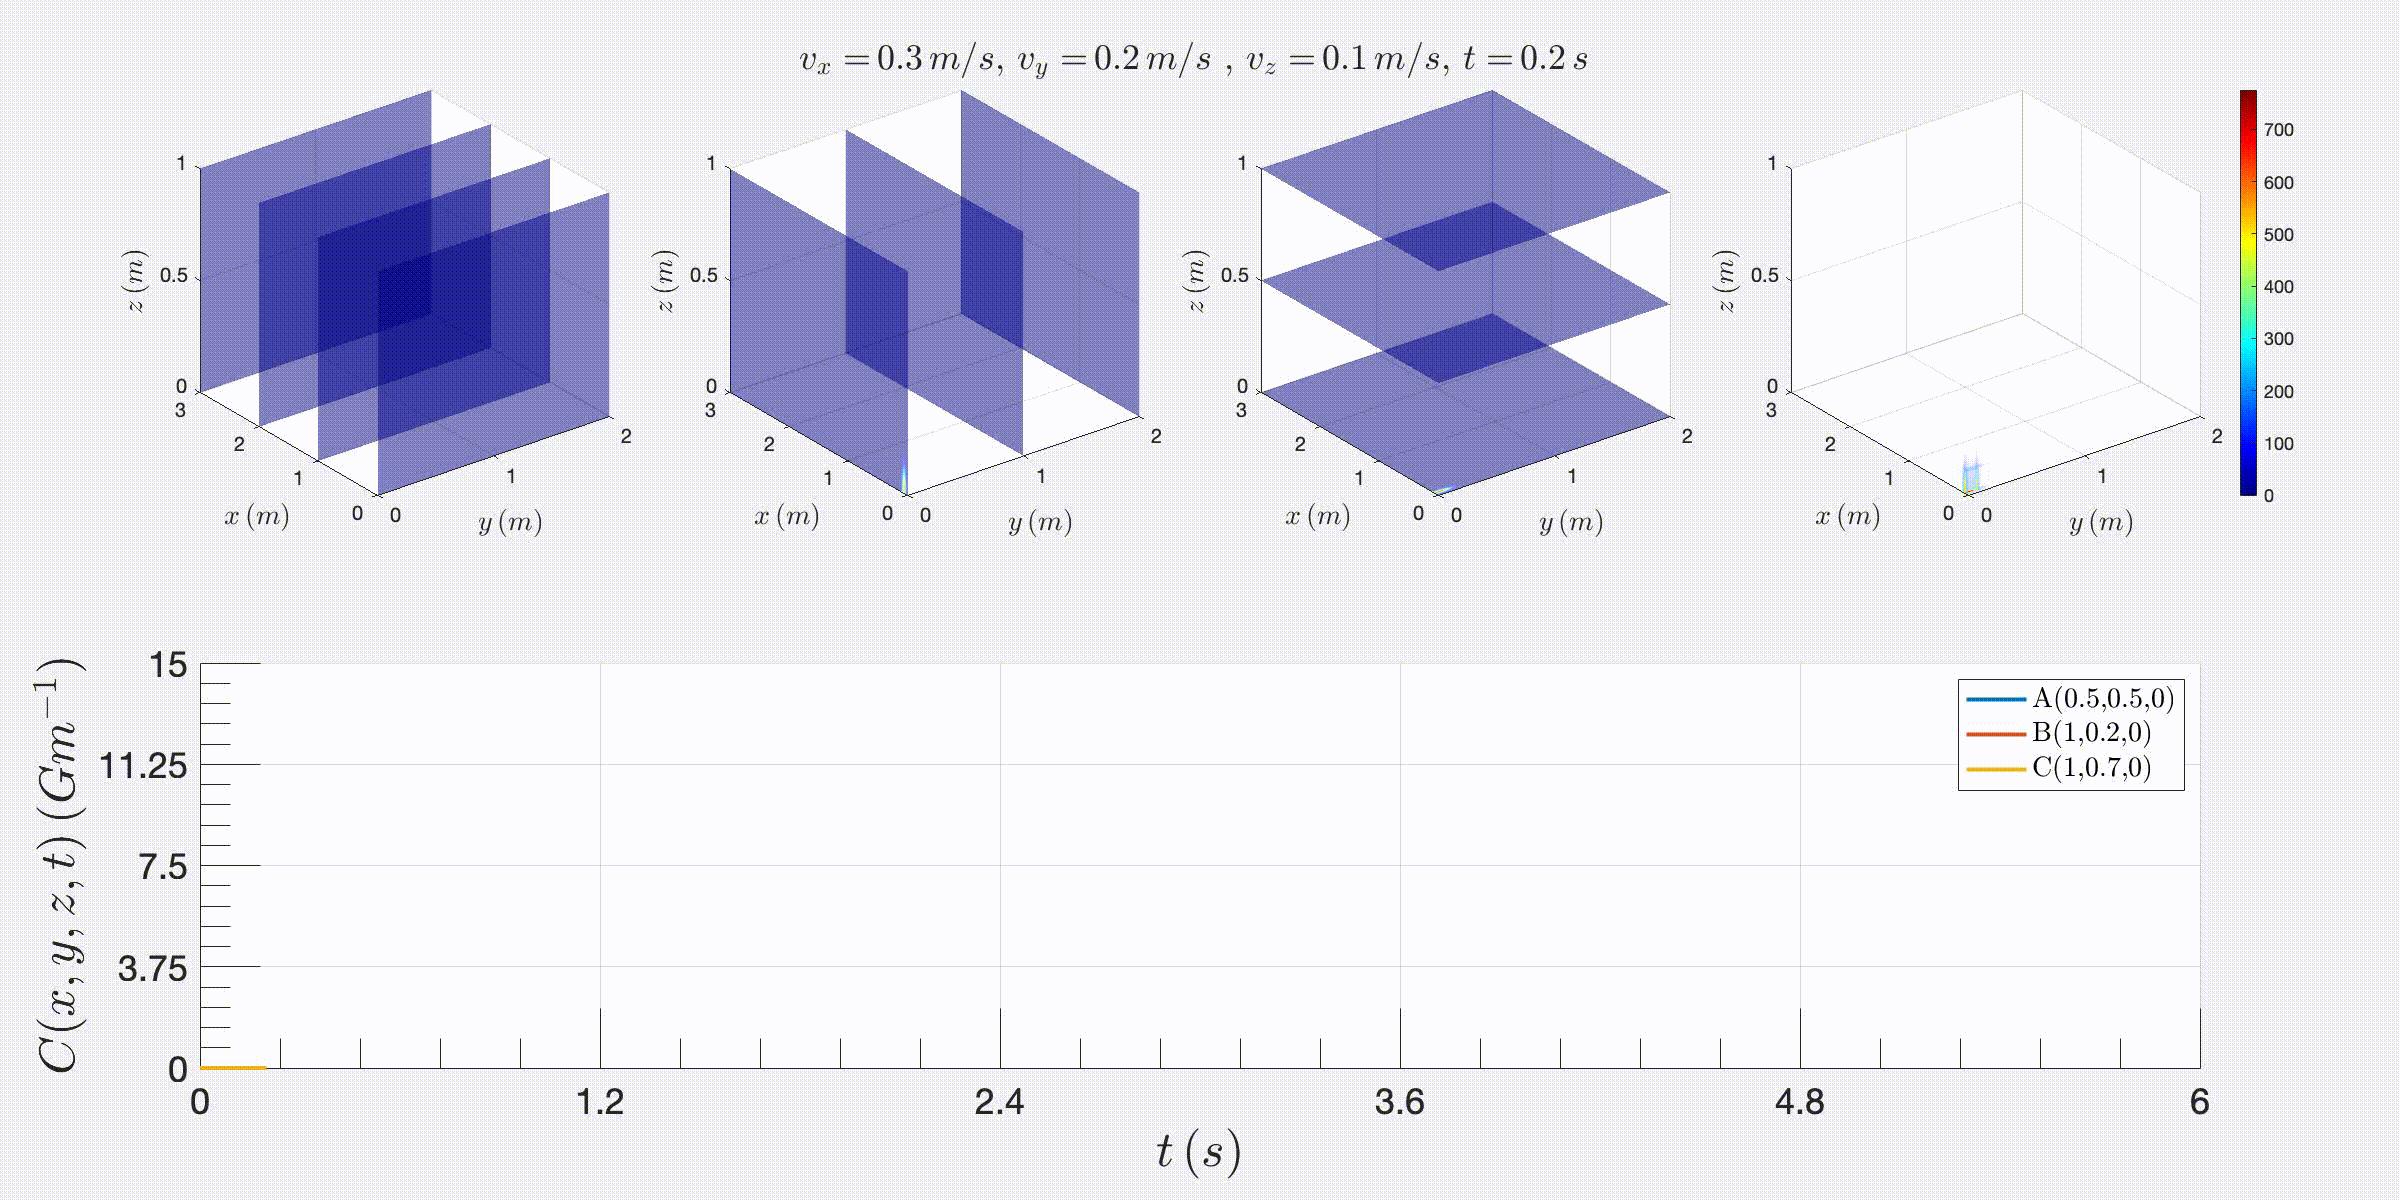 v_x = 0.3 m/s, v_y = 0.2 m/s , v_z = 0.1 m/s, t = 0.2 s
1
0.5
0
z (m)
3
2
1
0
x (m)
0
1
2
y (m)
1
0.5
0
z (m)
3
2
1
0
x (m)
0
1
2
y (m)
1
0.5
0
z (m)
3
2
1
0
x (m)
0
1
2
y (m)
1
0.5
0
z (m)
3
2
1
0
x (m)
0
1
2
y (m)
700
600
500
400
300
200
100
0
C(x, y, z, t) (Gm⁻¹)
15
11.25
7.5
3.75
0
A(0.5,0.5,0)
B(1,0.2,0)
C(1,0.7,0)
0 1.2 2.4 3.6 4.8 6
t (s)